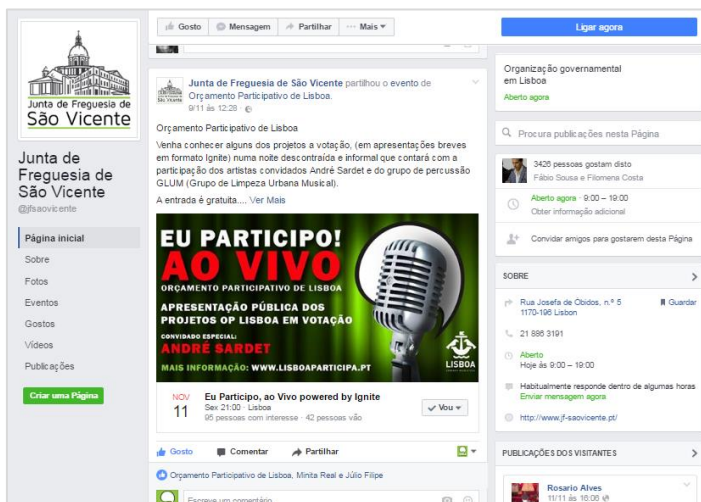 Gosto
Mensagem
Partilhar
Mais
Ligar agora
Junta de Freguesia de
São Vicente
Junta de
Freguesia de
São Vicente
@jfsaovicente
Página inicial
Sobre
Fotos
Eventos
Gostos
Vídeos
Publicações
Criar uma Página
Junta de Freguesia de São Vicente partilhou o evento de
Orçamento Participativo de Lisboa.
9/11 às 12:28
Orçamento Participativo de Lisboa
Venha conhecer alguns dos projetos a votação, (em apresentações breves
em formato Ignite) numa noite descontraída e informal que contará com a
participação dos artistas convidados André Sardet e do grupo de percussão
GLUM (Grupo de Limpeza Urbana Musical).
A entrada é gratuita.... Ver Mais
EU PARTICIPO!
AO VIVO
ORÇAMENTO PARTICIPATIVO DE LISBOA
APRESENTAÇÃO PÚBLICA DOS
PROJETOS OP LISBOA EM VOTAÇÃO
CONVIDADO ESPECIAL:
ANDRÉ SARDET
MAIS INFORMAÇÃO: WWW.LISBOAPARTICIPA.PT
LISBOA
NOV
11
Eu Participo, ao Vivo powered by Ignite
Sex 21:00 · Lisboa
95 pessoas com interesse · 42 pessoas vão
Vou
Gosto
Comentar
Partilhar
Orçamento Participativo de Lisboa, Minita Real e Júlio Filipe
Escreve um comentário
Organização governamental
em Lisboa
Aberto agora
Procura publicações nesta Página
3426 pessoas gostam disto
Fábio Sousa e Filomena Costa
Aberto agora · 9:00 – 19:00
Obter informação adicional
Convidar amigos para gostarem desta Página
SOBRE
Rua Josefa de Óbidos, n.º 5
1170-196 Lisbon
Guardar
21 886 3191
Aberto
Hoje às 9:00 – 19:00
Habitualmente responde dentro de algumas horas
Enviar mensagem agora
http://www.jf-saovicente.pt/
PUBLICAÇÕES DOS VISITANTES
Rosario Alves
11/11 às 16:06